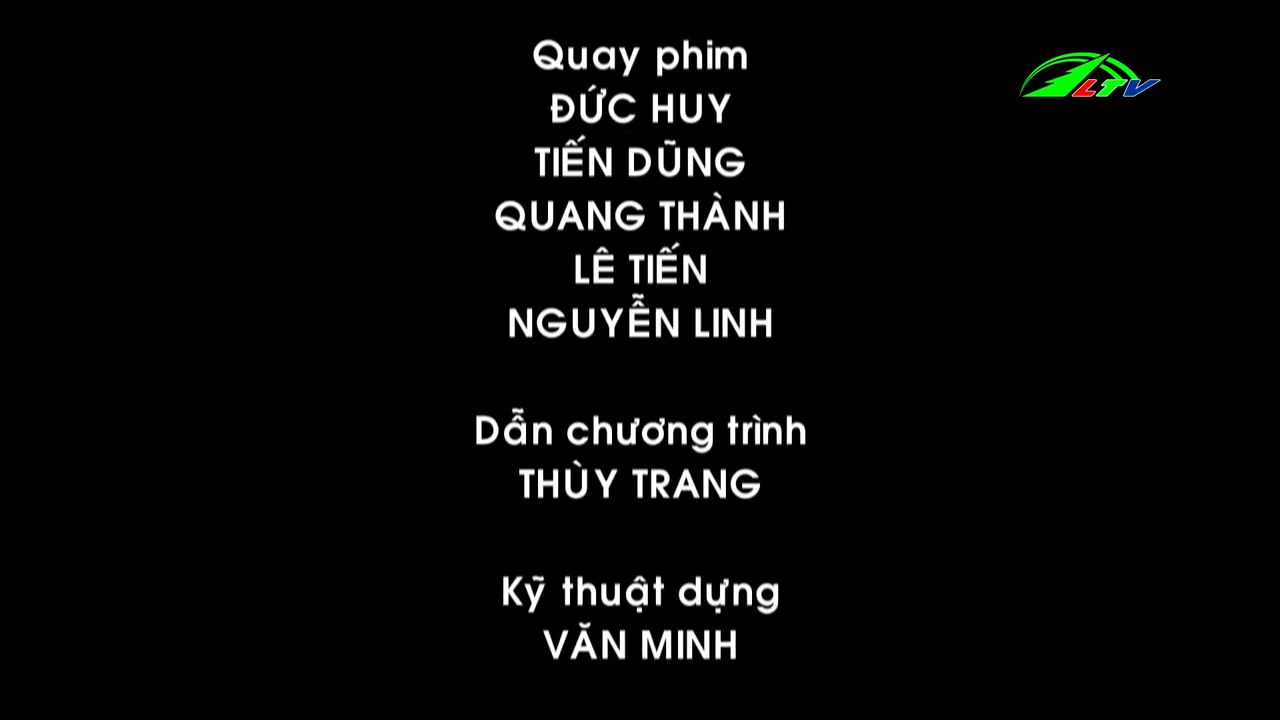 Quay phim
LTV
ĐỨC HUY
TIẾN DŨNG
QUANG THÀNH
LÊ TIẾN
NGUYỄN LINH
Dẫn chương trình
THÙY TRANG
Kỹ thuật dựng
VĂN MINH